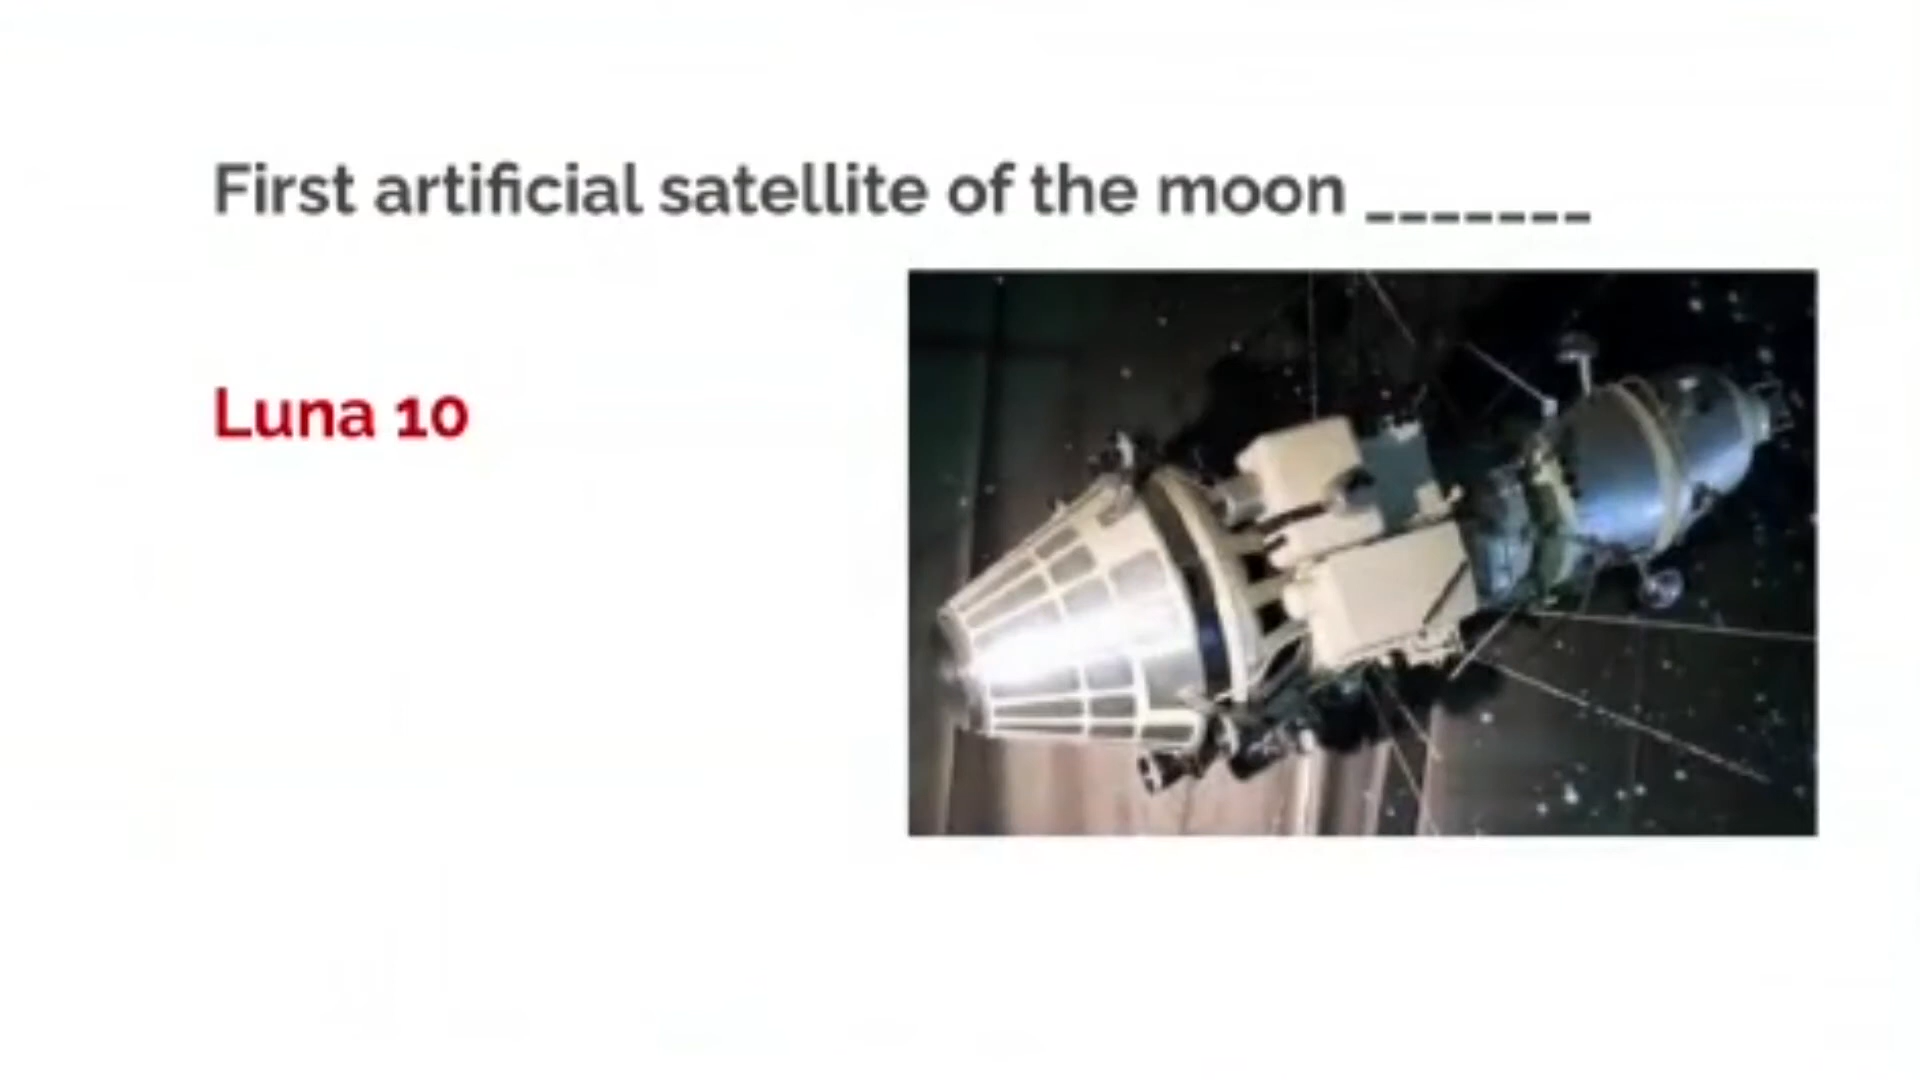 First artificial satellite of the moon _______
Luna 10